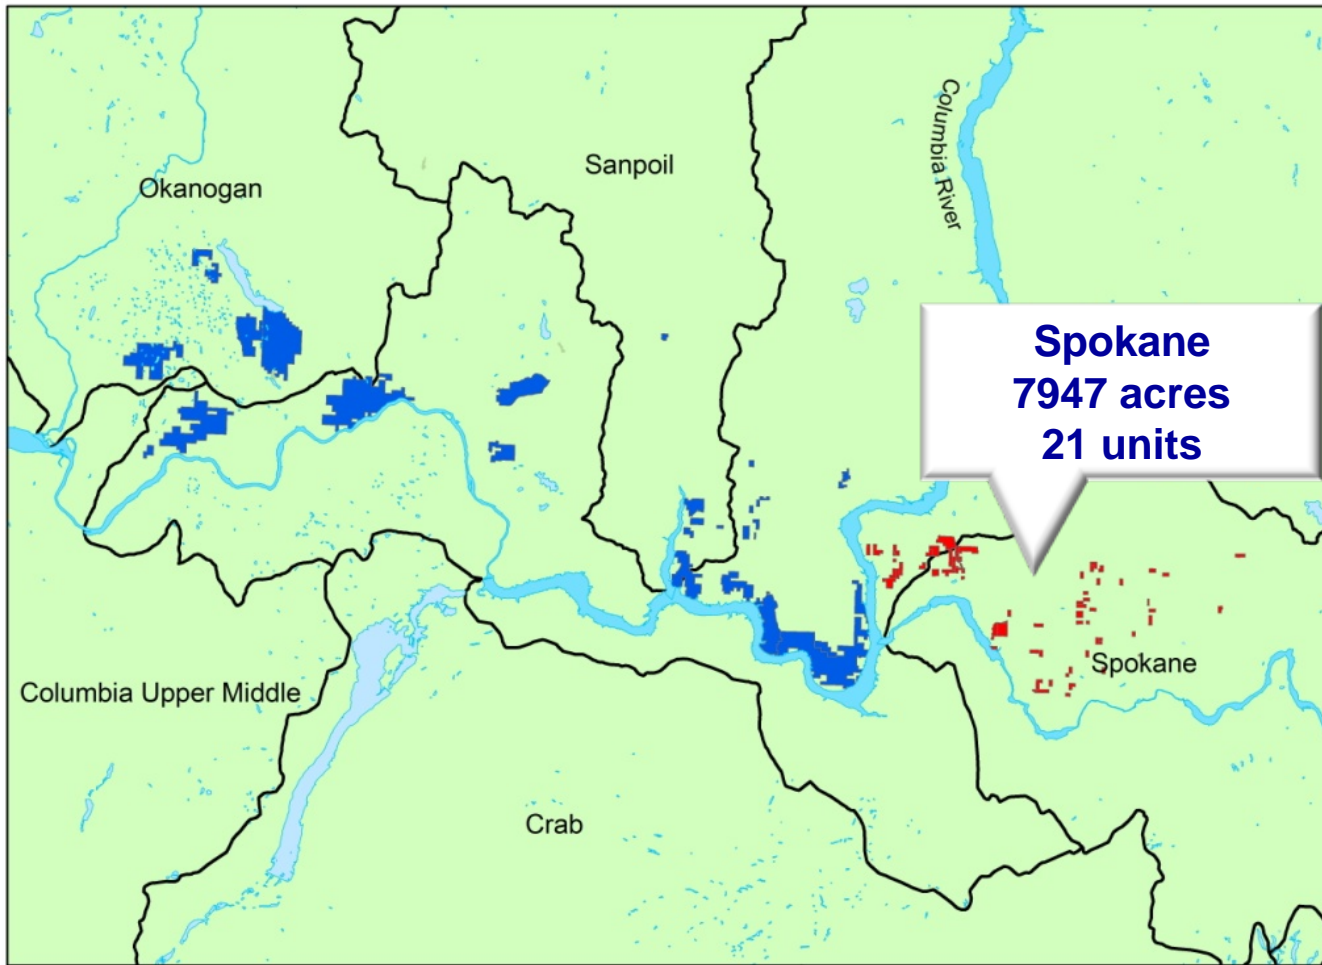 Columbia River
Sanpoil
Okanogan
Spokane
7947 acres
21 units
Spokane
Columbia Upper Middle
Crab